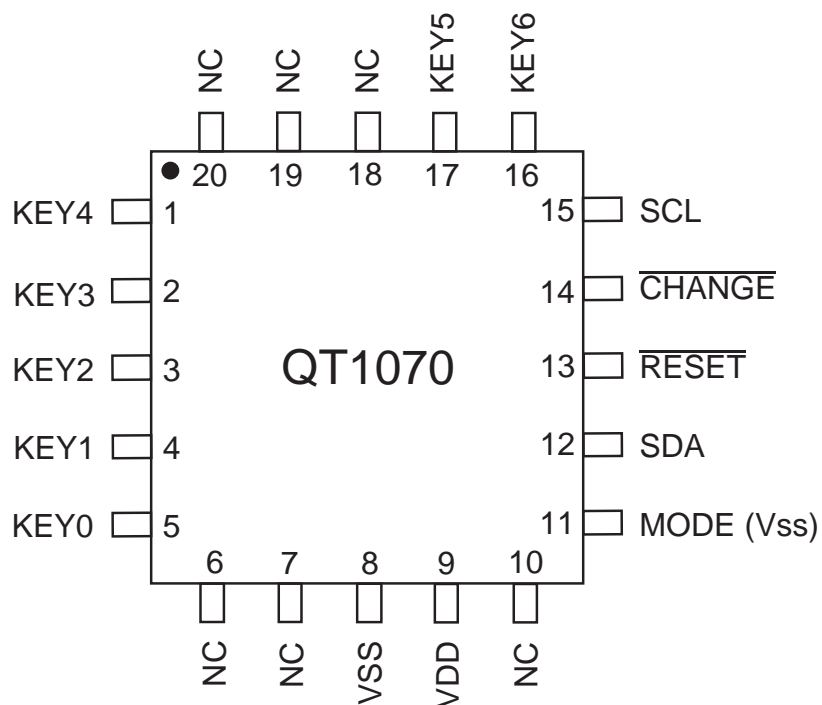 NC
NC
NC
KEY5
KEY6
20
19
18
17
16
KEY4 1
15 SCL
KEY3 2
14 CHANGE
KEY2 3
QT1070
13 RESET
KEY1 4
12 SDA
KEY0 5
11 MODE (Vss)
6
7
8
9
10
NC
NC
VSS
VDD
NC